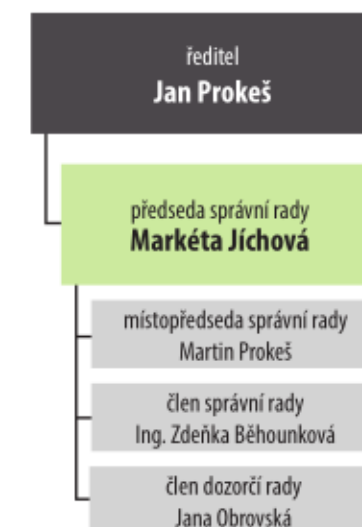 ředitel
Jan Prokeš
předseda správní rady
Markéta Jíchová
místopředseda správní rady
Martin Prokeš
člen správní rady
Ing. Zdeňka Běhounková
člen dozorčí rady
Jana Obrovská